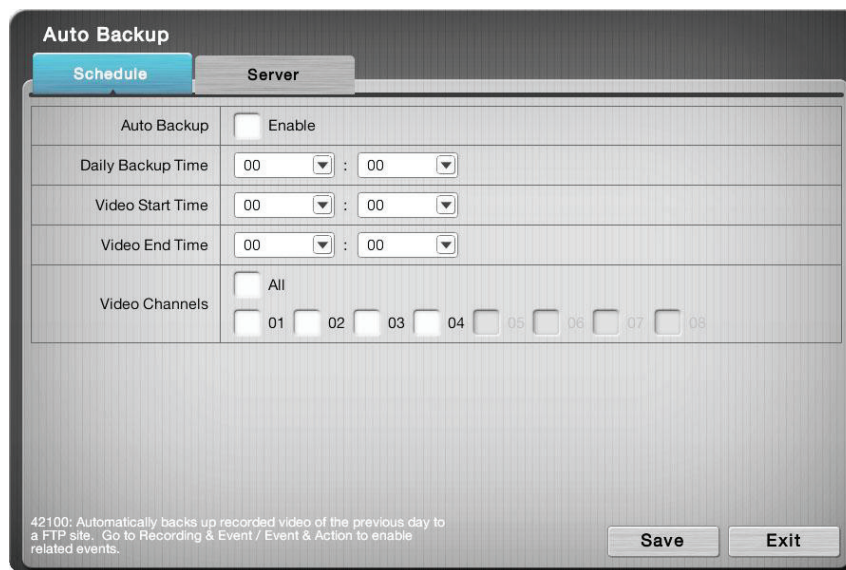 Auto Backup
Schedule Server
Auto Backup Enable
Daily Backup Time 00 : 00
Video Start Time 00 : 00
Video End Time 00 : 00
Video Channels All
01 02 03 04 05 06 07 08
42100: Automatically backs up recorded video of the previous day to
a FTP site. Go to Recording & Event / Event & Action to enable
related events.
Save Exit